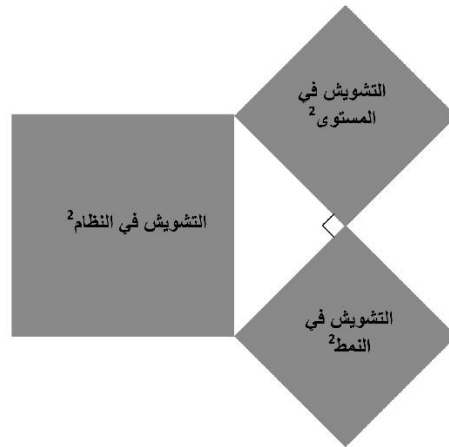 التشويش في
المستوى²
التشويش في النظام²
التشويش في
النمط²